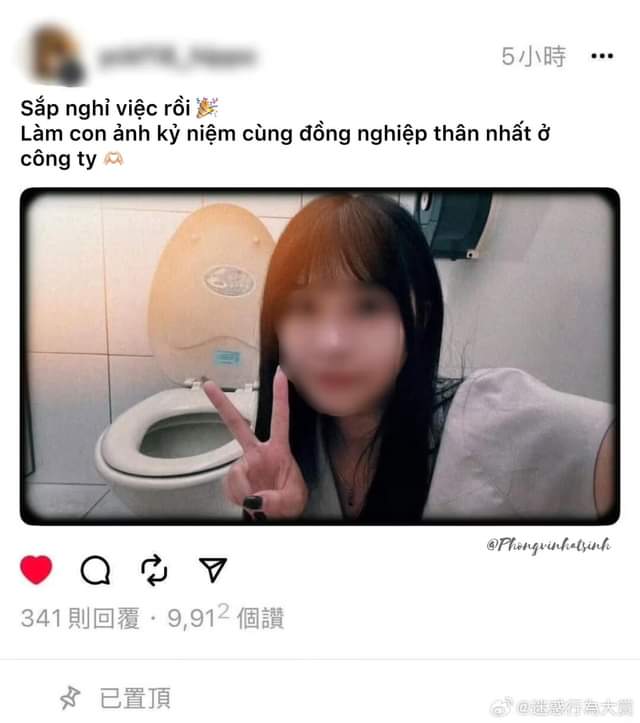 5小時
Sắp nghỉ việc rồi 🎉
Làm con ảnh kỷ niệm cùng đồng nghiệp thân nhất ở
công ty 🫶🏻
@Phongvinhatsinh
341 則回覆 · 9,912 個讚
已置頂
@迷惑行為大賞